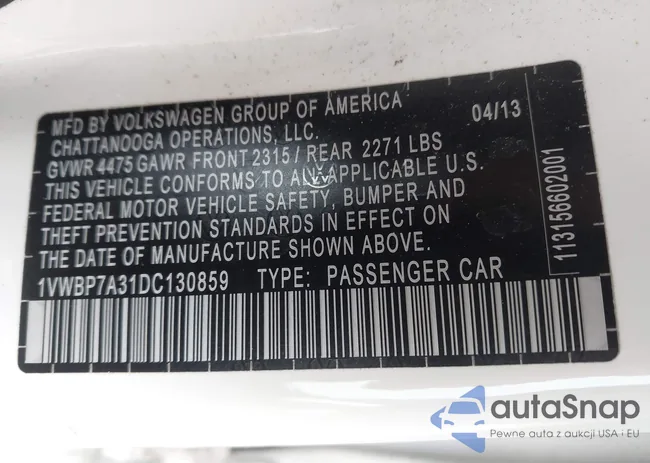 MFD BY VOLKSWAGEN GROUP OF AMERICA 04/13
CHATTANOOGA OPERATIONS, LLC.
GVWR 4475 GAWR FRONT 2315 / REAR 2271 LBS
THIS VEHICLE CONFORMS TO ALL APPLICABLE U.S.
FEDERAL MOTOR VEHICLE SAFETY, BUMPER AND
THEFT PREVENTION STANDARDS IN EFFECT ON
THE DATE OF MANUFACTURE SHOWN ABOVE.
1VWBP7A31DC130859 TYPE: PASSENGER CAR
113156602001
autaSnap
Pewne auta z aukcji USA i EU